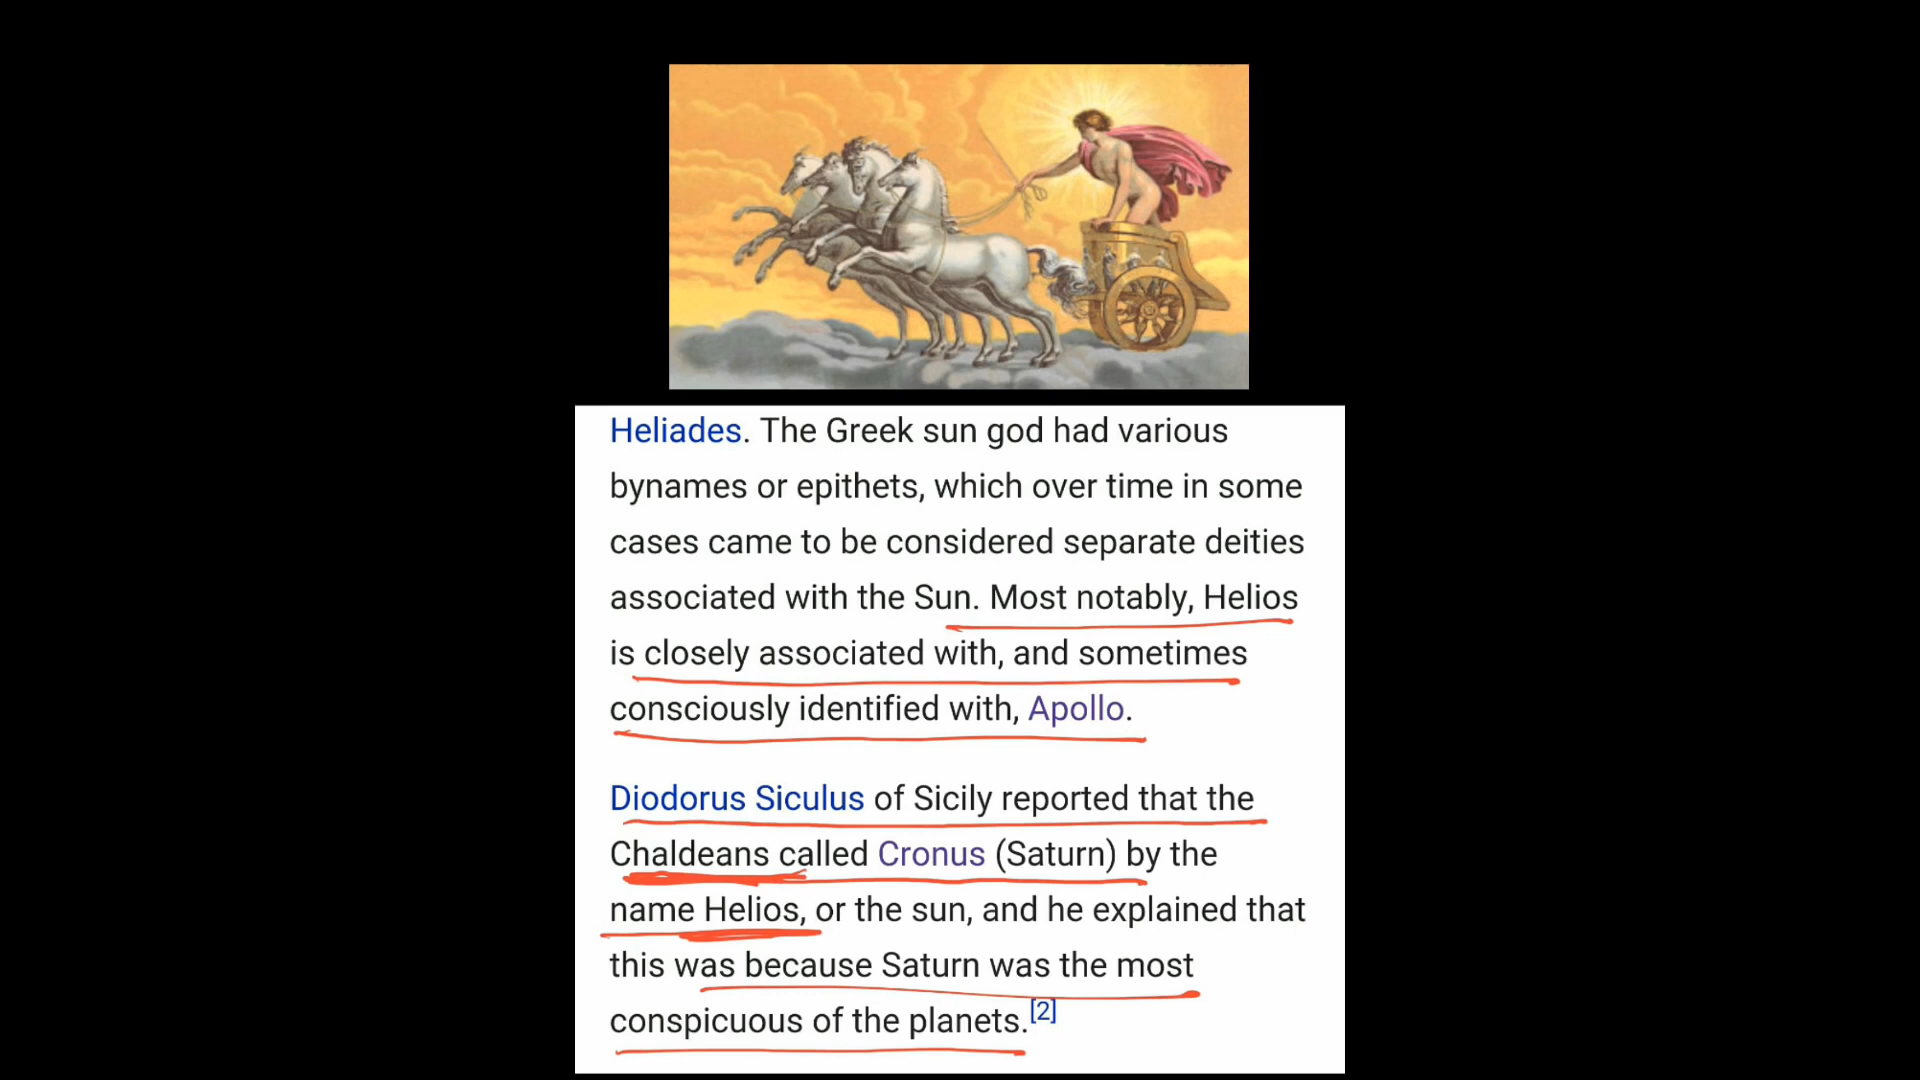 Heliades. The Greek sun god had various
bynames or epithets, which over time in some
cases came to be considered separate deities
associated with the Sun. Most notably, Helios
is closely associated with, and sometimes
consciously identified with, Apollo.
Diodorus Siculus of Sicily reported that the
Chaldeans called Cronus (Saturn) by the
name Helios, or the sun, and he explained that
this was because Saturn was the most
conspicuous of the planets.[2]